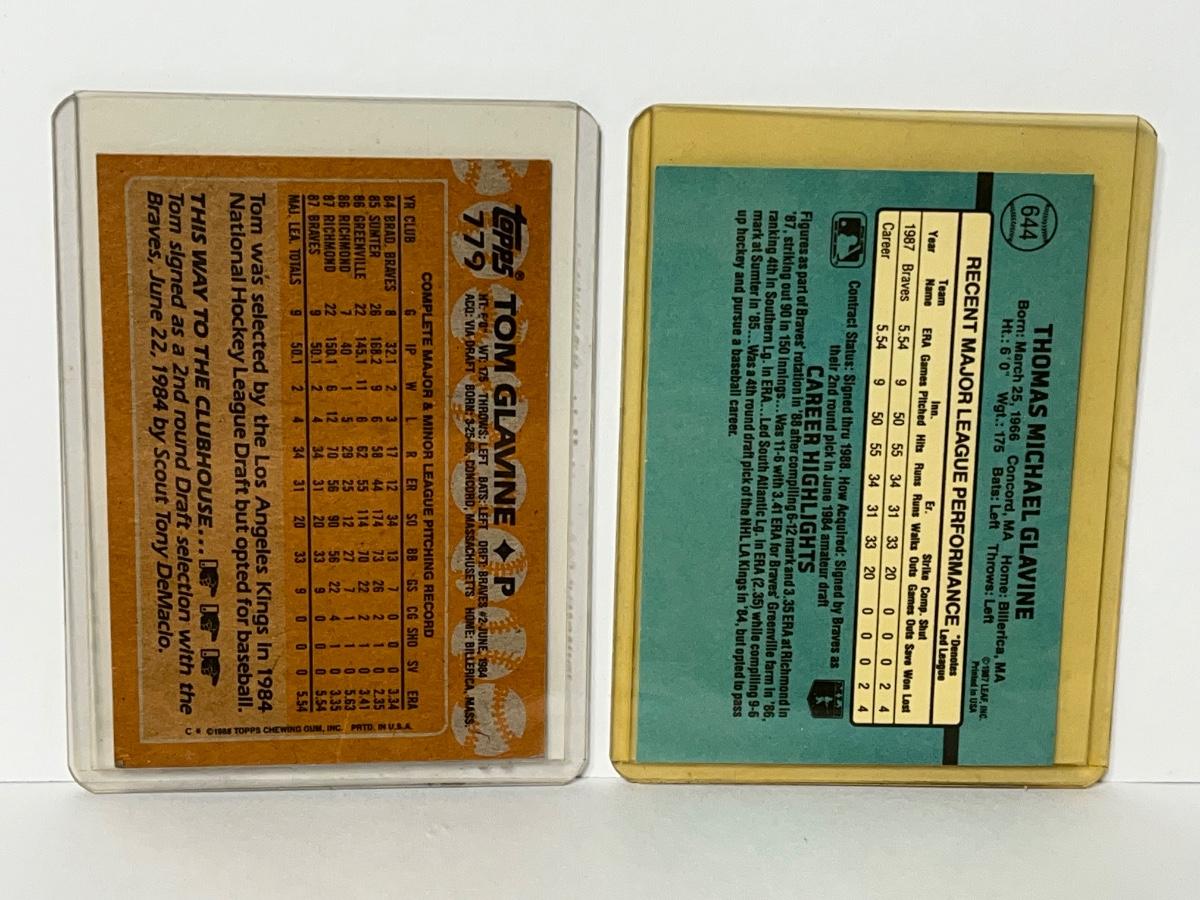 TOPPS®
779
TOM GLAVINE ♦ P
HT: 6'0" WT: 175 THROWS: LEFT BATS: LEFT DRFT: BRAVES #2-JUNE, 1984
ACQ: VIA DRAFT BORN: 3-25-66, CONCORD, MASSACHUSETTS HOME: BILLERICA, MASS.
COMPLETE MAJOR & MINOR LEAGUE PITCHING RECORD
YR CLUB G IP W L R ER SO BB GS CG SHO SV ERA
84 BRAD. BRAVES 8 32.1 2 3 17 12 34 13 7 0 0 0 3.34
85 SUMTER 26 168.2 9 6 58 44 174 73 26 2 1 0 2.35
86 GREENVILLE 22 145.1 11 6 62 55 114 70 22 2 1 0 3.41
86 RICHMOND 7 40 1 5 29 25 12 27 7 1 1 0 5.63
87 RICHMOND 22 150.1 6 12 70 56 90 56 22 4 1 0 3.35
87 BRAVES 9 50.1 2 4 34 31 20 33 9 0 0 0 5.54
MAJ. LEA. TOTALS 9 50.1 2 4 34 31 20 33 9 0 0 0 5.54
Tom was selected by the Los Angeles Kings in 1984
National Hockey League Draft but opted for baseball.
THIS WAY TO THE CLUBHOUSE...
Tom signed as a 2nd round Draft selection with the
Braves, June 22, 1984 by Scout Tony DeMacio.
C * ©1988 TOPPS CHEWING GUM, INC. PRTD. IN U.S.A.
644
THOMAS MICHAEL GLAVINE
Born: March 25, 1966 Concord, MA Home: Billerica, MA
Ht.: 6'0" Wgt.: 175 Bats: Left Throws: Left
©1987 LEAF, INC.
Printed in USA
RECENT MAJOR LEAGUE PERFORMANCE *Denotes Led League
Year Team Name ERA Games Inn. Pitched Hits Runs Er. Runs Walks Strike Outs Comp. Games Shut Outs Save Won Lost
1987 Braves 5.54 9 50 55 34 31 33 20 0 0 0 2 4
Career 5.54 9 50 55 34 31 33 20 0 0 0 2 4
Contract Status: Signed thru 1988. How Acquired: Signed by Braves as
their 2nd round pick in June 1984 amateur draft
CAREER HIGHLIGHTS
Figures as part of Braves' rotation in '88 after compiling 6-12 mark and 3.35 ERA at Richmond in
'87, striking out 90 in 150 innings... Was 11-6 with 3.41 ERA for Braves' Greenville farm in '86,
ranking 4th in Southern Lg. in ERA... Led South Atlantic Lg. in ERA (2.35) while compiling 9-6
mark at Sumter in '85... Was a 4th round draft pick of the NHL LA Kings in '84, but opted to pass
up hockey and pursue a baseball career.